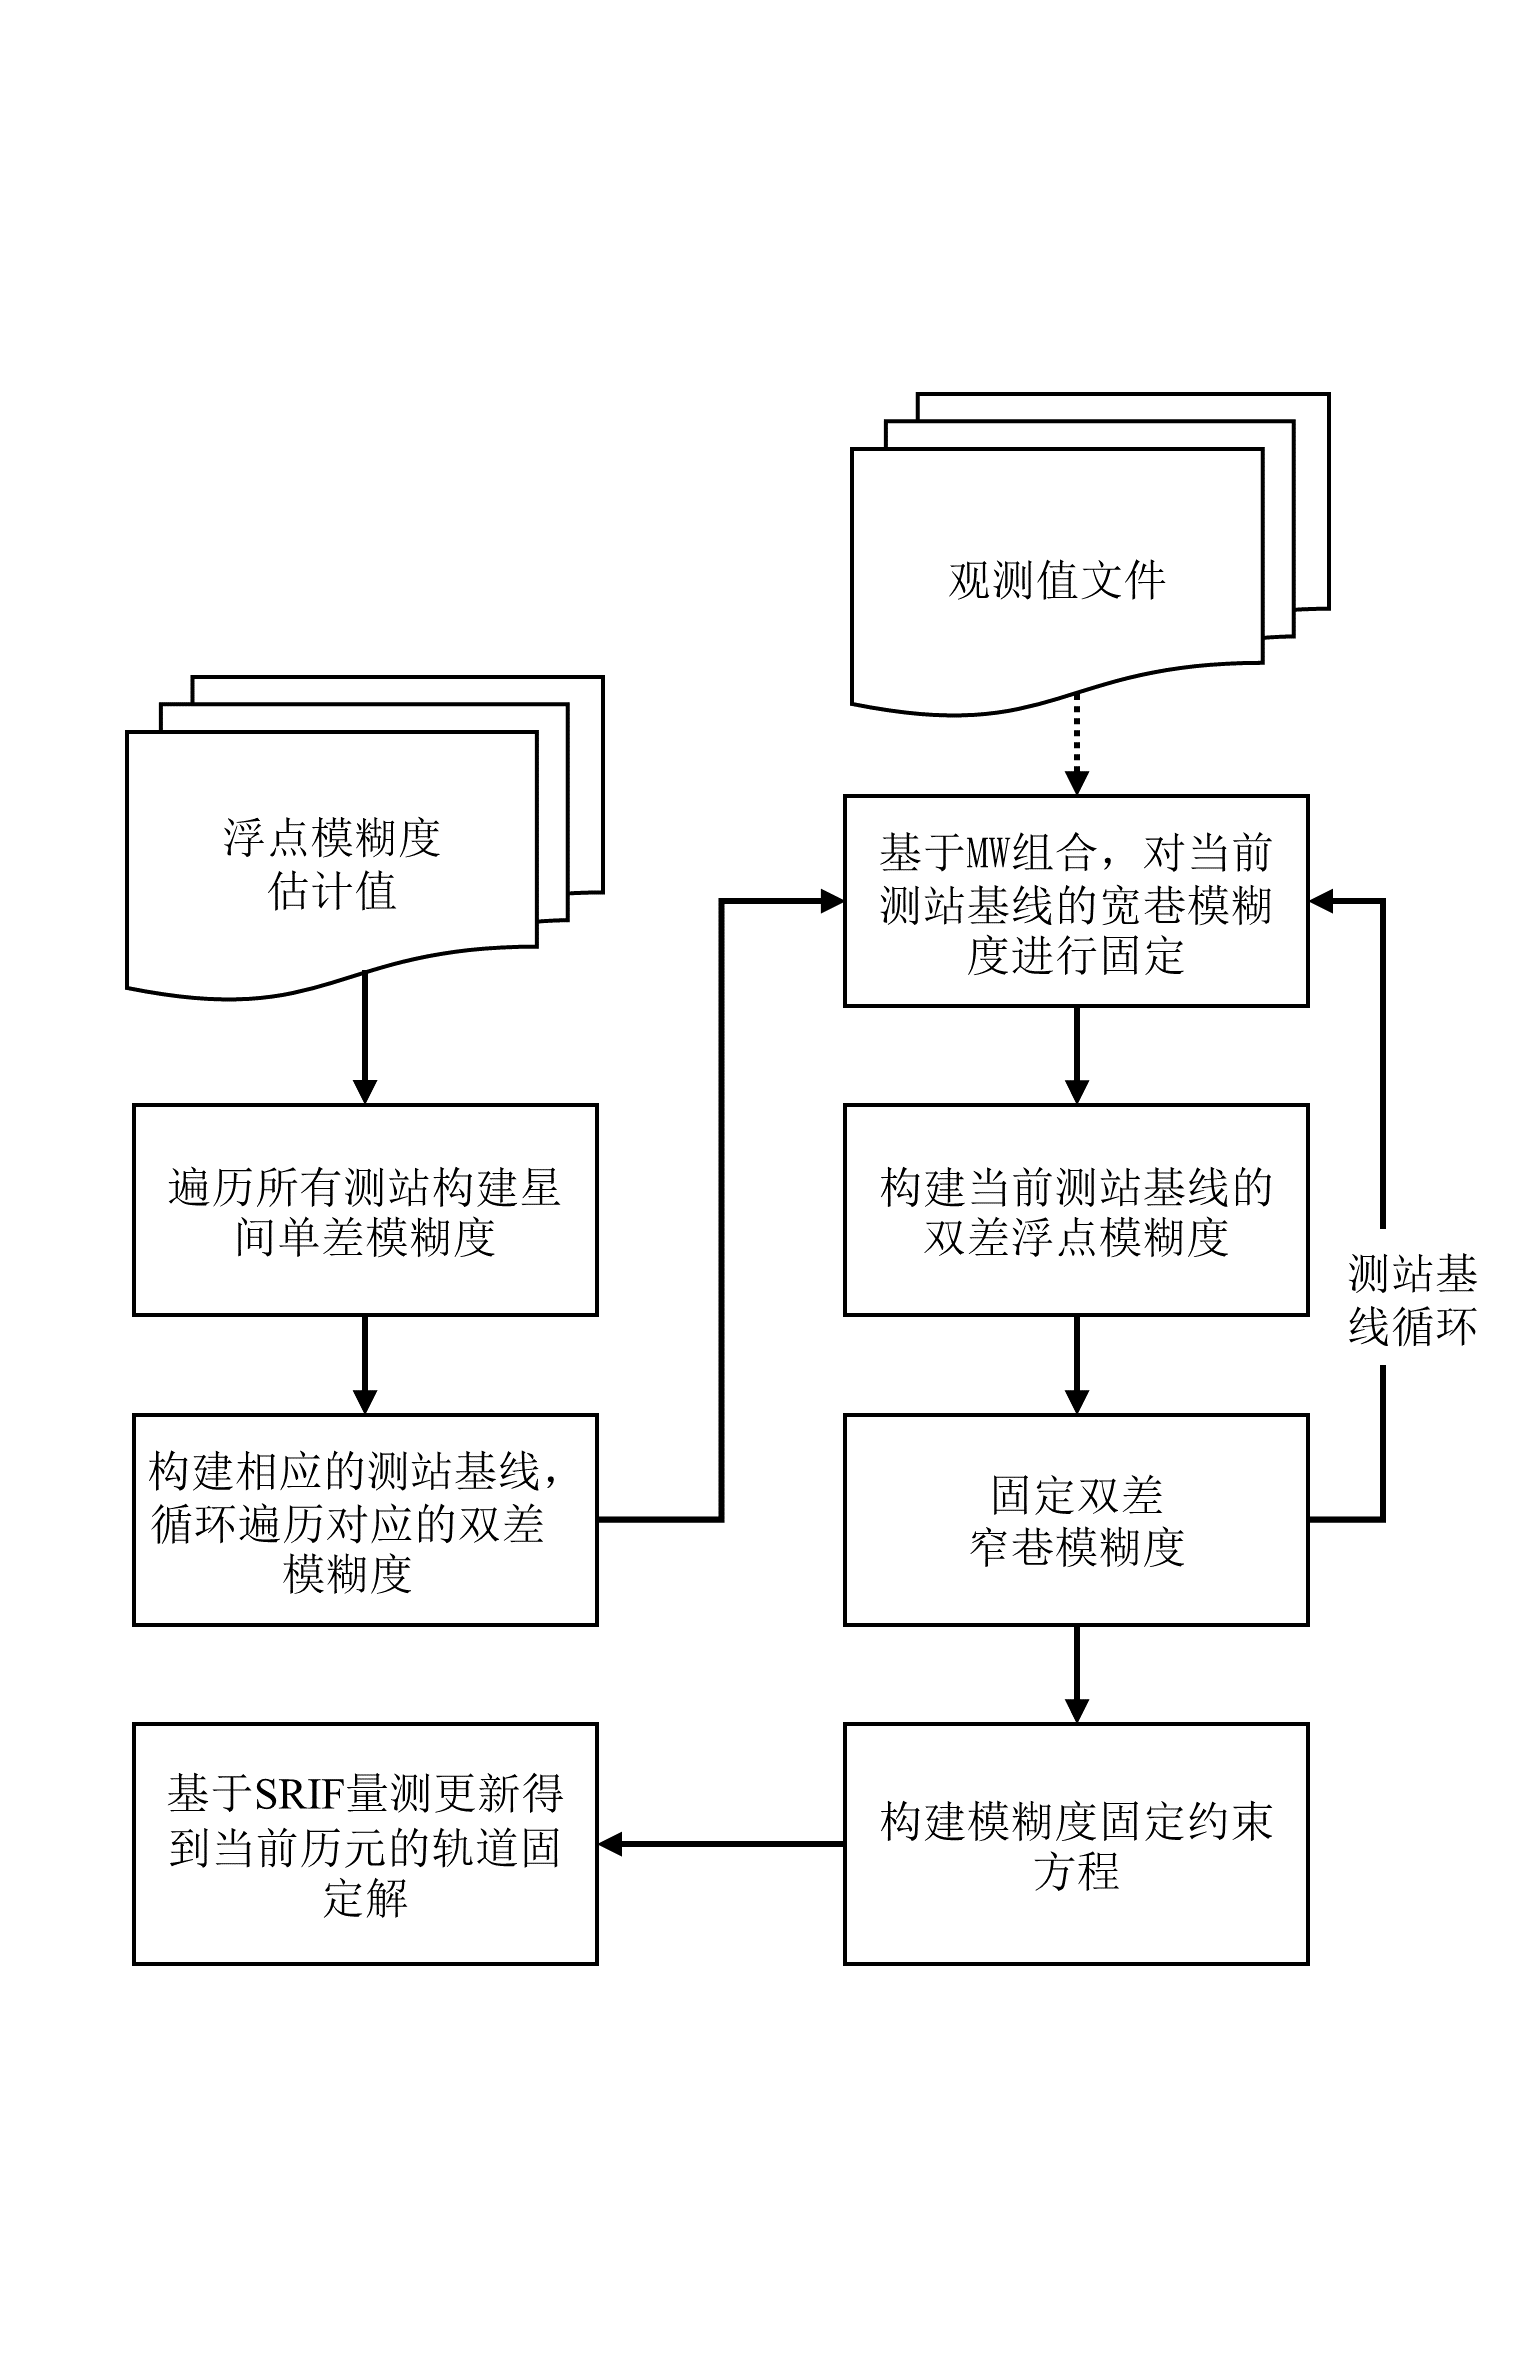 观测值文件
浮点模糊度
估计值
基于MW组合，对当前
测站基线的宽巷模糊
度进行固定
遍历所有测站构建星
间单差模糊度
构建当前测站基线的
双差浮点模糊度
测站基
线循环
构建相应的测站基线，
循环遍历对应的双差
模糊度
固定双差
窄巷模糊度
基于SRIF量测更新得
到当前历元的轨道固
定解
构建模糊度固定约束
方程